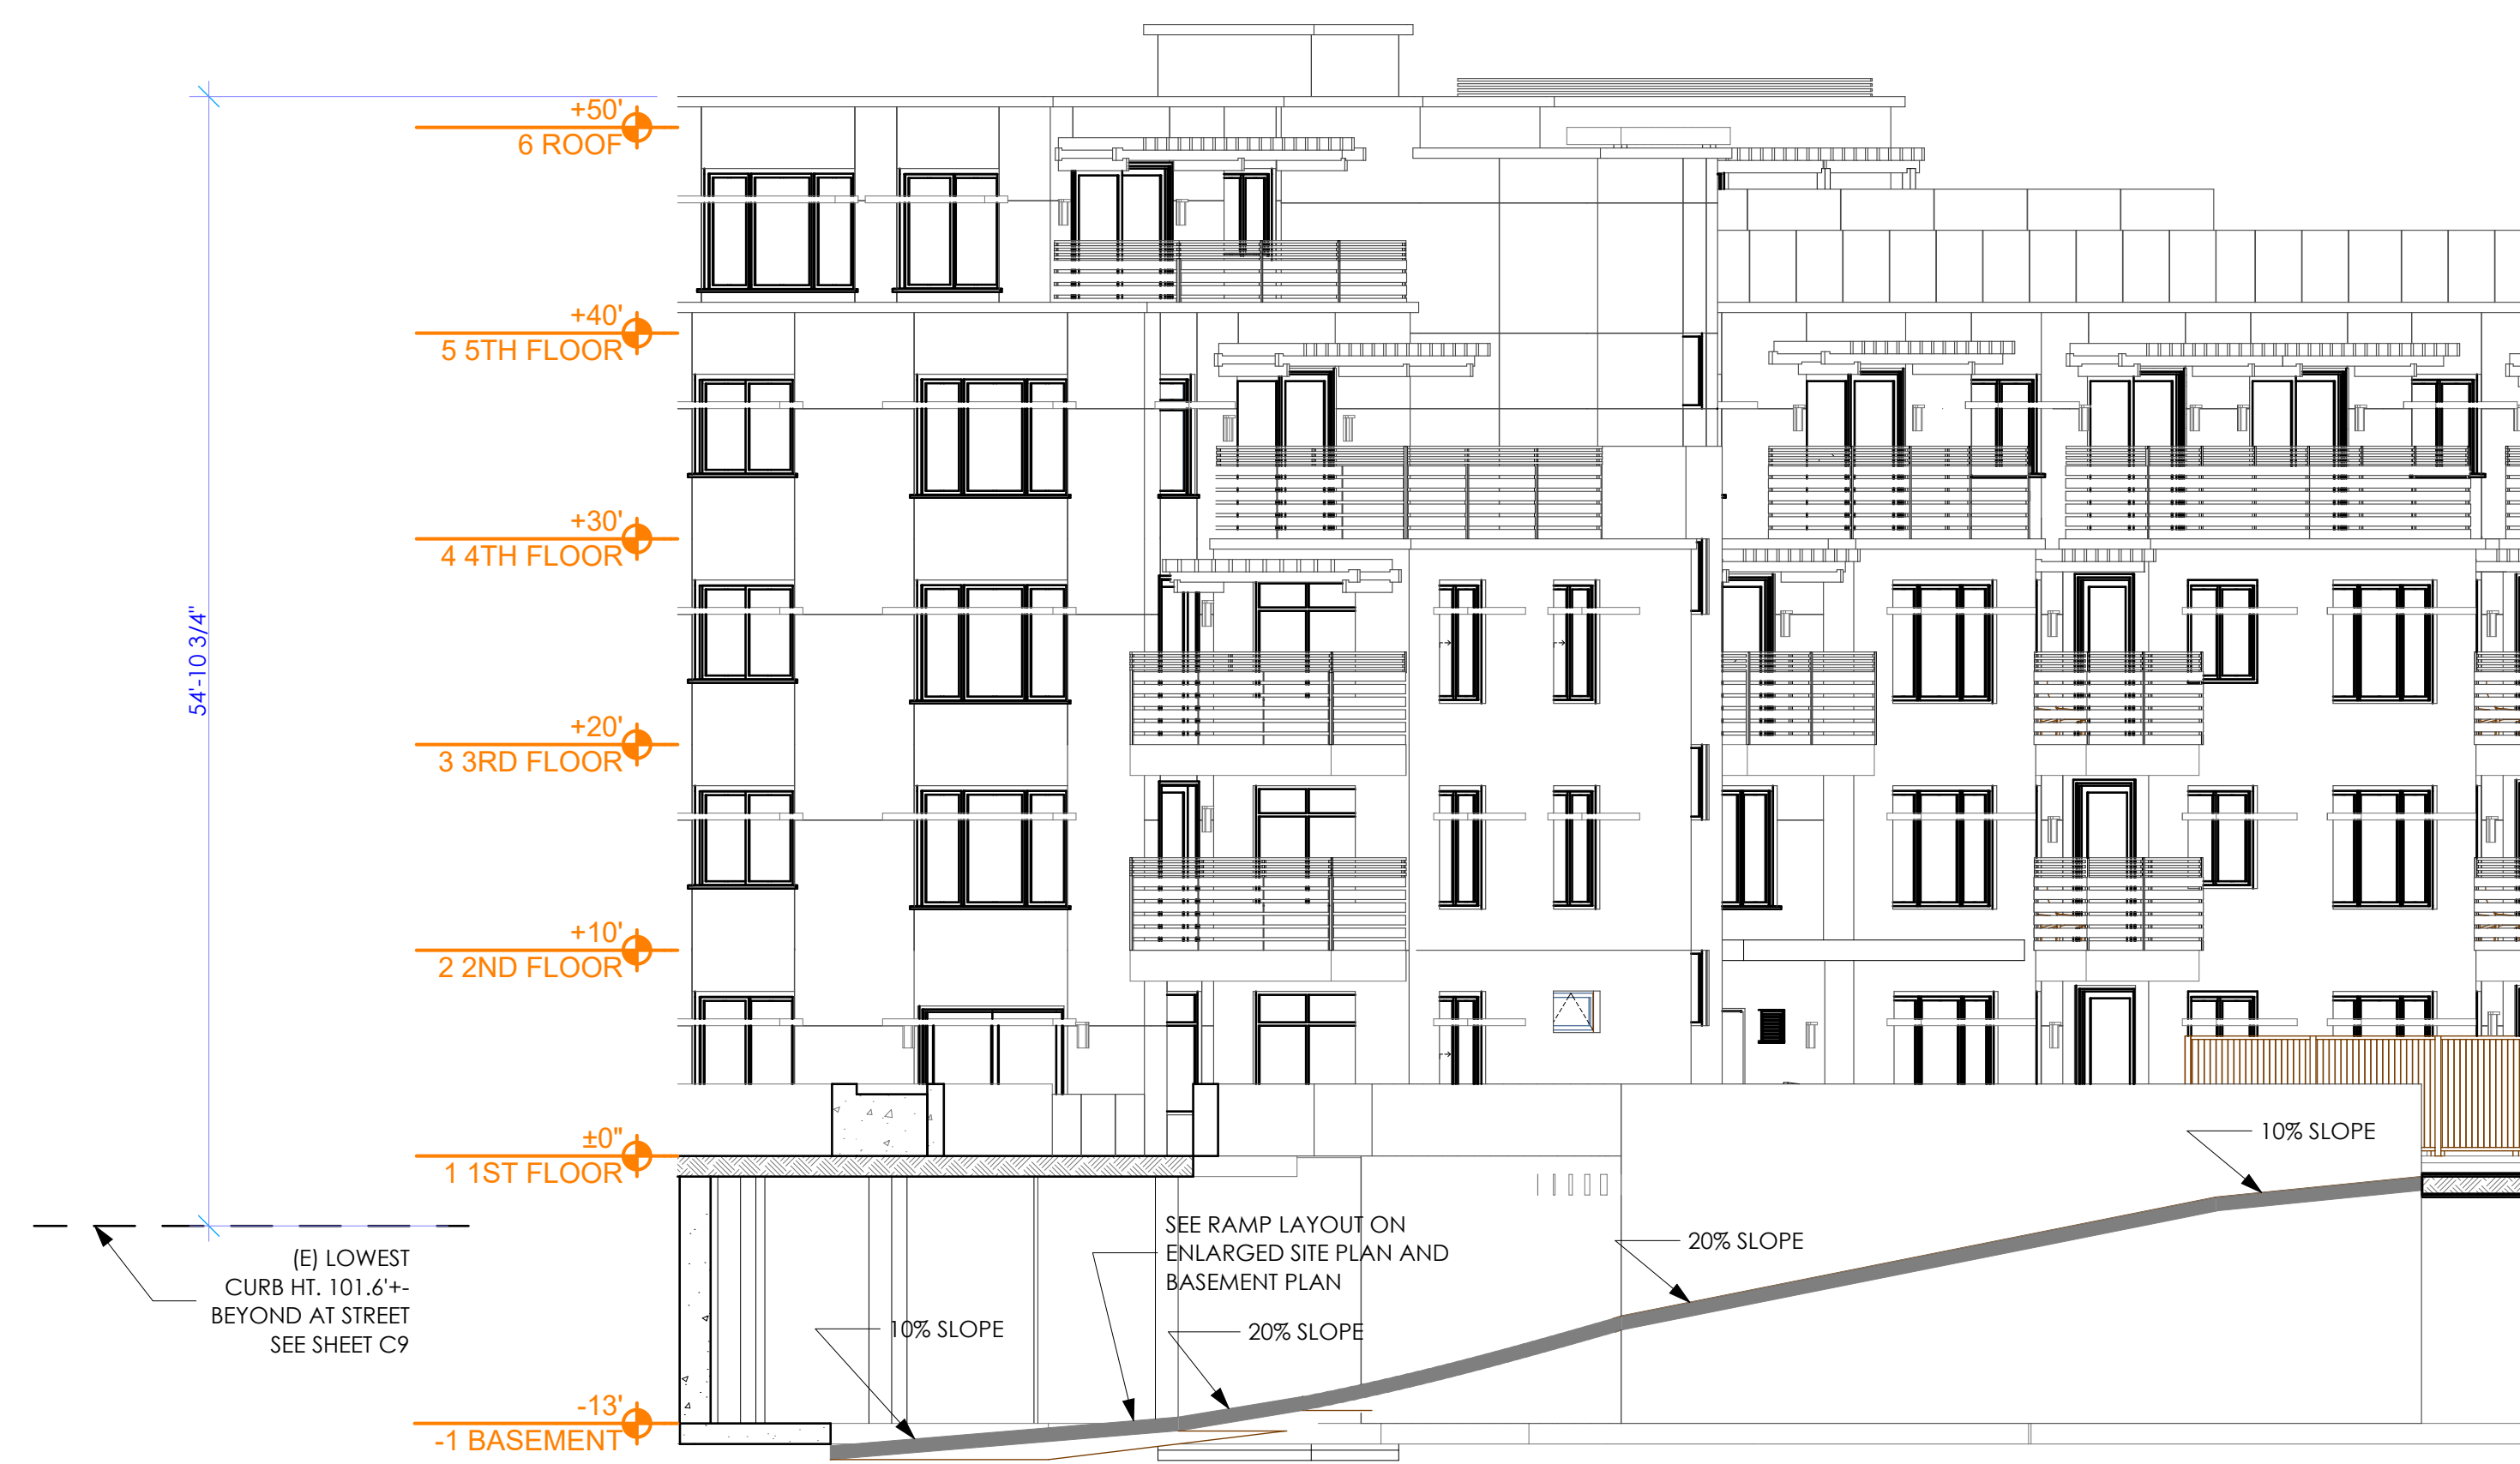 +50'
6 ROOF
+40'
5 5TH FLOOR
+30'
4 4TH FLOOR
54'-10 3/4"
+20'
3 3RD FLOOR
+10'
2 2ND FLOOR
±0"
1 1ST FLOOR
10% SLOPE
(E) LOWEST
CURB HT. 101.6'+-
BEYOND AT STREET
SEE SHEET C9
SEE RAMP LAYOUT ON
ENLARGED SITE PLAN AND
BASEMENT PLAN
20% SLOPE
10% SLOPE
20% SLOPE
-13'
-1 BASEMENT